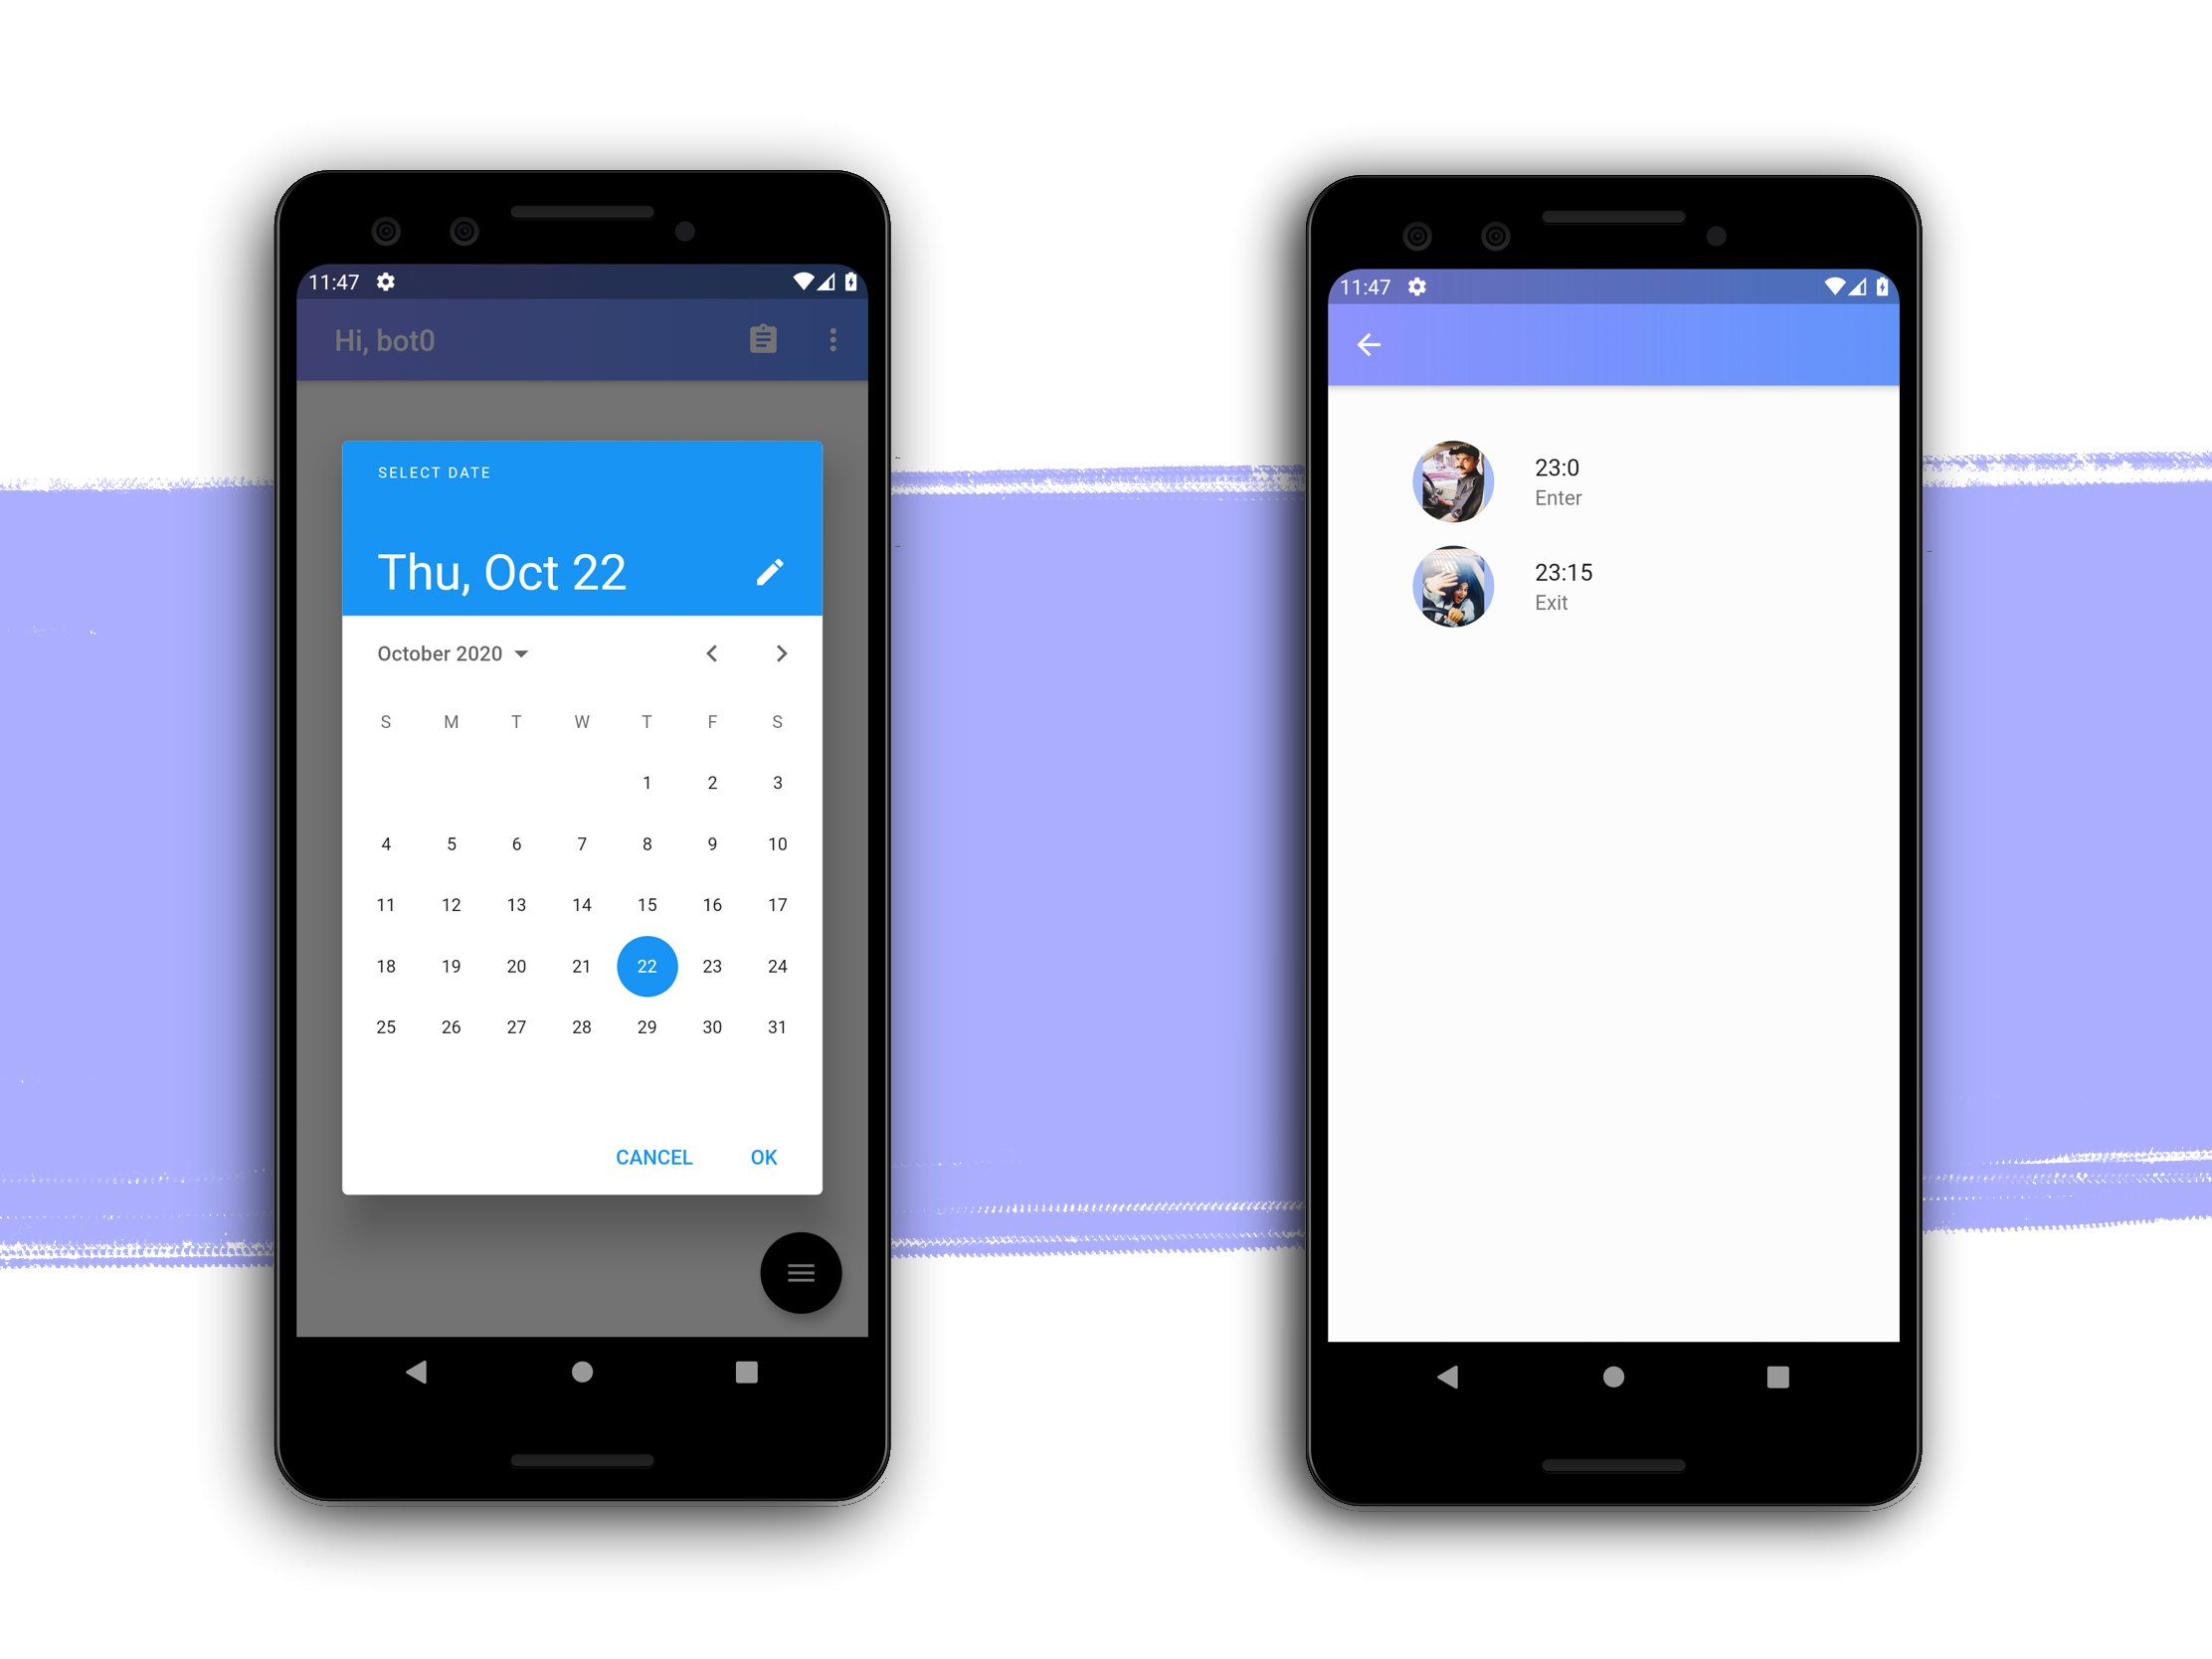 11:47
Hi, bot0
SELECT DATE
Thu, Oct 22
October 2020
S M T W T F S
1 2 3
4 5 6 7 8 9 10
11 12 13 14 15 16 17
18 19 20 21 22 23 24
25 26 27 28 29 30 31
CANCEL OK
11:47
23:0
Enter
23:15
Exit